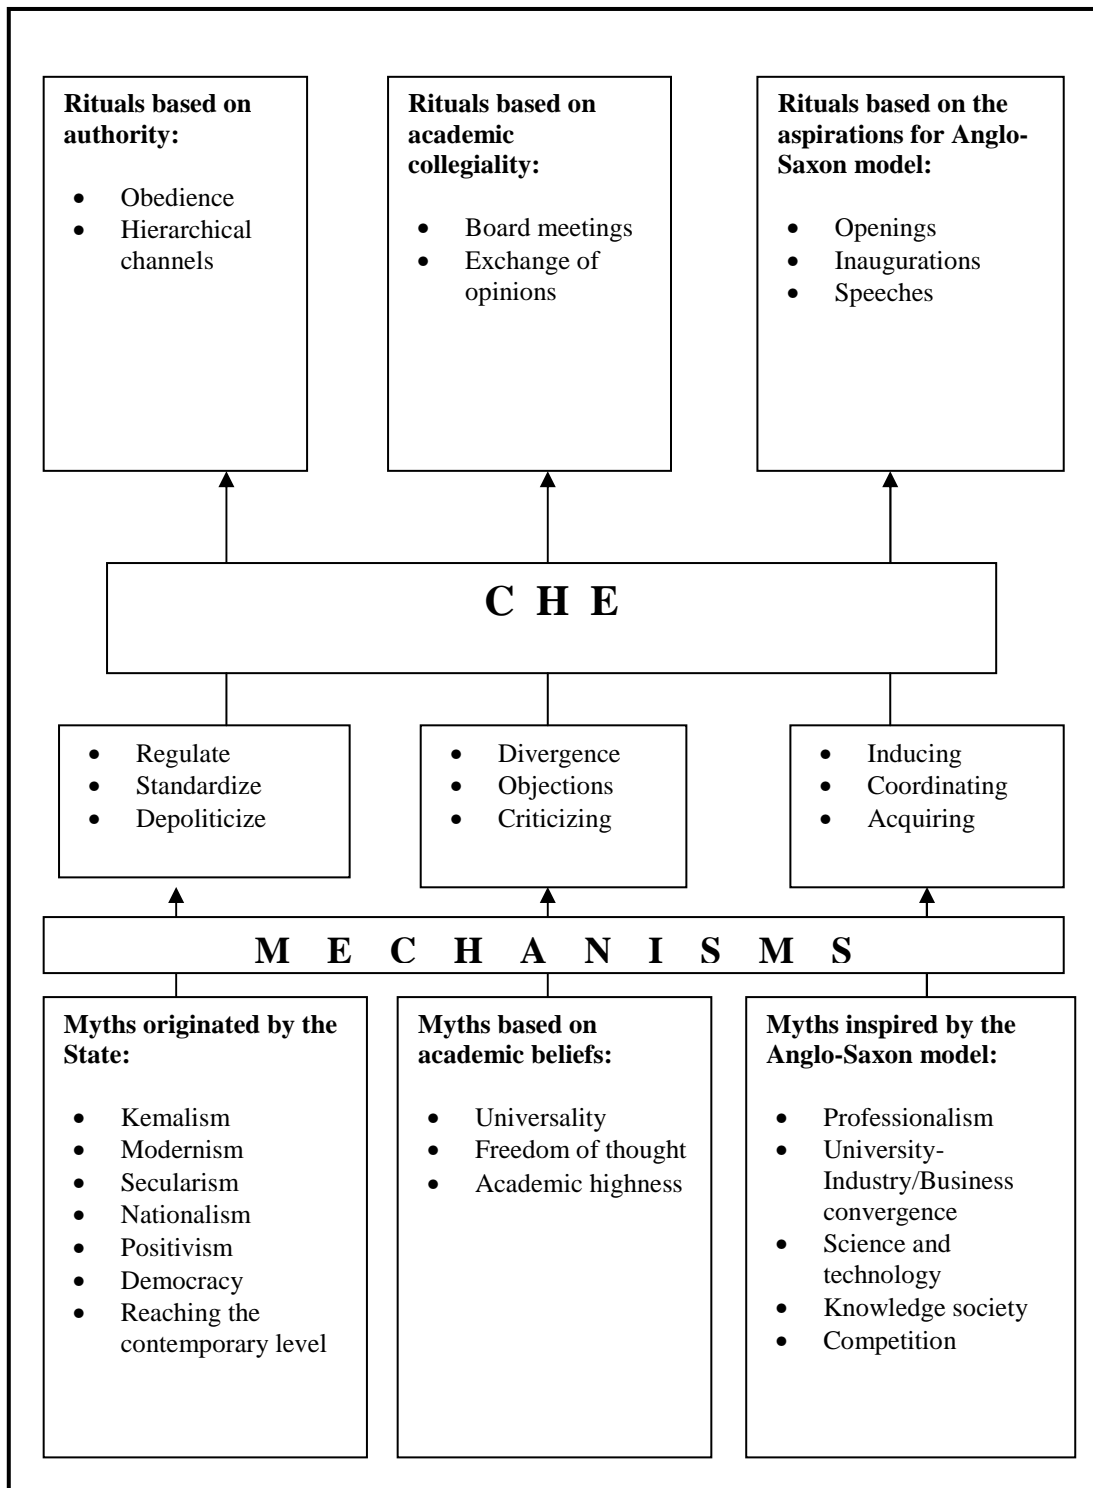 Rituals based on
authority:
• Obedience
• Hierarchical
channels
Rituals based on
academic
collegiality:
• Board meetings
• Exchange of
opinions
Rituals based on the
aspirations for Anglo-
Saxon model:
• Openings
• Inaugurations
• Speeches
C H E
• Regulate
• Standardize
• Depoliticize
• Divergence
• Objections
• Criticizing
• Inducing
• Coordinating
• Acquiring
M E C H A N I S M S
Myths originated by the
State:
• Kemalism
• Modernism
• Secularism
• Nationalism
• Positivism
• Democracy
• Reaching the
contemporary level
Myths based on
academic beliefs:
• Universality
• Freedom of thought
• Academic highness
Myths inspired by the
Anglo-Saxon model:
• Professionalism
• University-
Industry/Business
convergence
• Science and
technology
• Knowledge society
• Competition